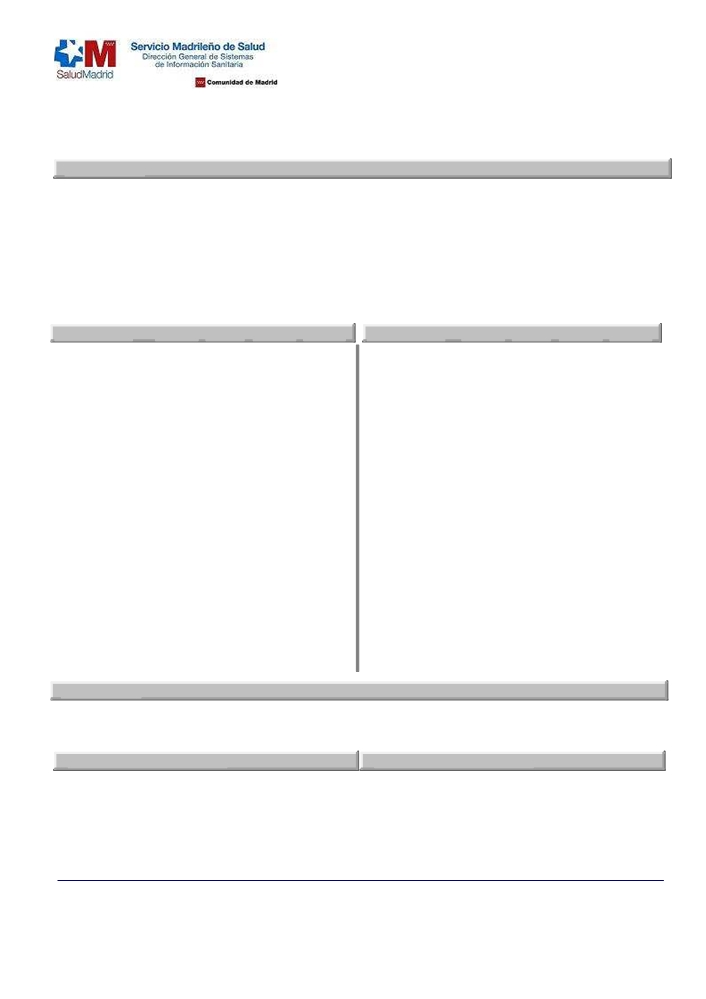 Servicio Madrileño de Salud
Dirección General de Sistemas
de Información Sanitaria
SaludMadrid
Comunidad de Madrid